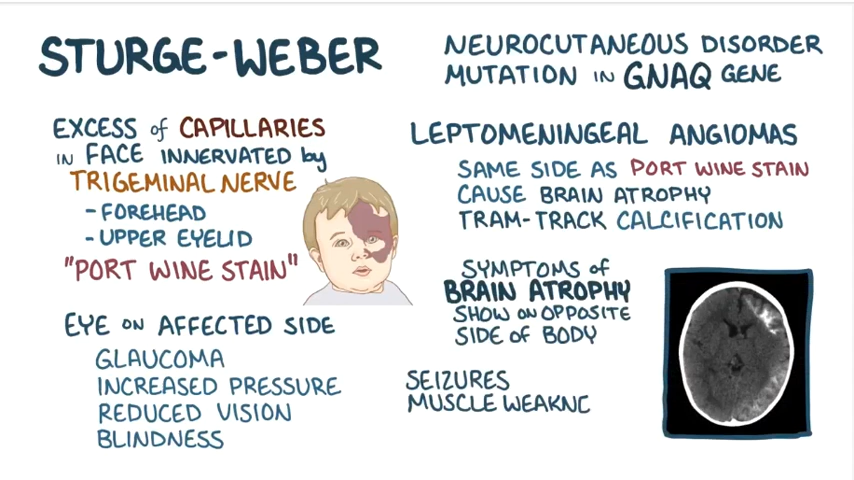 STURGE-WEBER
EXCESS of CAPILLARIES
IN FACE INNERVATED by
TRIGEMINAL NERVE
- FOREHEAD
- UPPER EYELID
"PORT WINE STAIN"
EYE ON AFFECTED SIDE
GLAUCOMA
INCREASED PRESSURE
REDUCED VISION
BLINDNESS
NEUROCUTANEOUS DISORDER
MUTATION IN GNAQ GENE
LEPTOMENINGEAL ANGIOMAS
SAME SIDE AS PORT WINE STAIN
CAUSE BRAIN ATROPHY
TRAM-TRACK CALCIFICATION
SYMPTOMS of
BRAIN ATROPHY
SHOW ON OPPOSITE
SIDE OF BODY
SEIZURES
MUSCLE WEAKNC